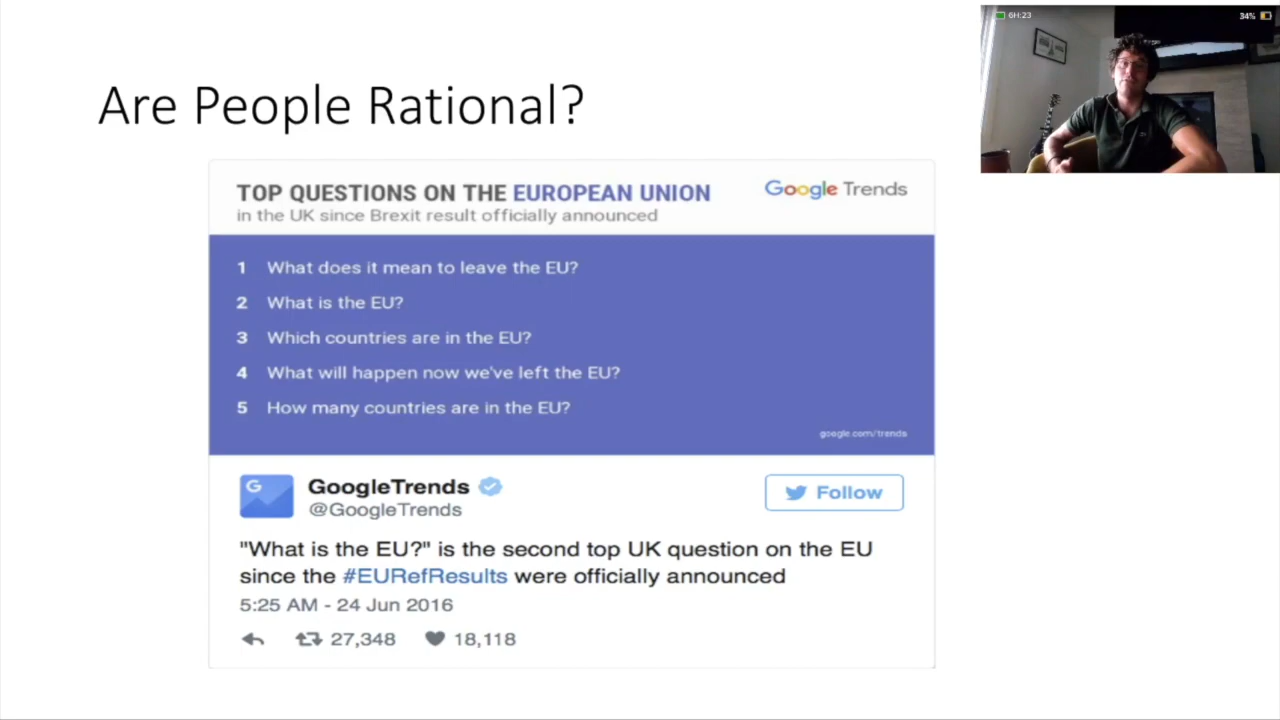 6H:23
34%
Are People Rational?
TOP QUESTIONS ON THE EUROPEAN UNION
Google Trends
in the UK since Brexit result officially announced
1 What does it mean to leave the EU?
2 What is the EU?
3 Which countries are in the EU?
4 What will happen now we've left the EU?
5 How many countries are in the EU?
google.com/trends
G
GoogleTrends
@GoogleTrends
Follow
"What is the EU?" is the second top UK question on the EU
since the #EURefResults were officially announced
5:25 AM - 24 Jun 2016
27,348 18,118